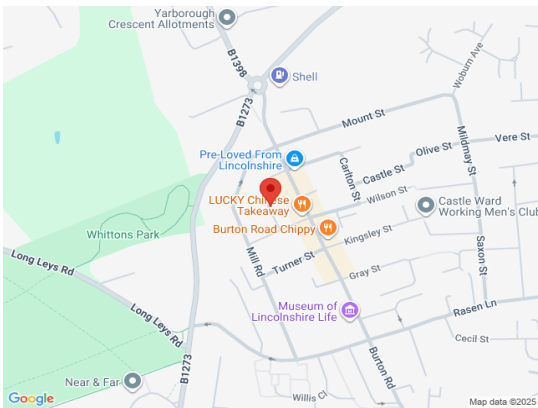 Yarborough
Crescent Allotments
B1398
Shell
B1273
Woburn Ave
Mount St
Mildmay St
Vere St
Olive St
Pre-Loved From
Lincolnshire
Carlton St
Castle St
Wilson St
LUCKY Chinese
Takeaway
Castle Ward
Working Men's Club
Burton Road Chippy
Kingsley St
Whittons Park
Mill Rd
Turner St
Gray St
Saxon St
Long Leys Rd
Long Leys Rd
Museum of
Lincolnshire Life
Rasen Ln
Cecil St
B1273
Burton Rd
Near & Far
Willis Cl
Google
Map data ©2025